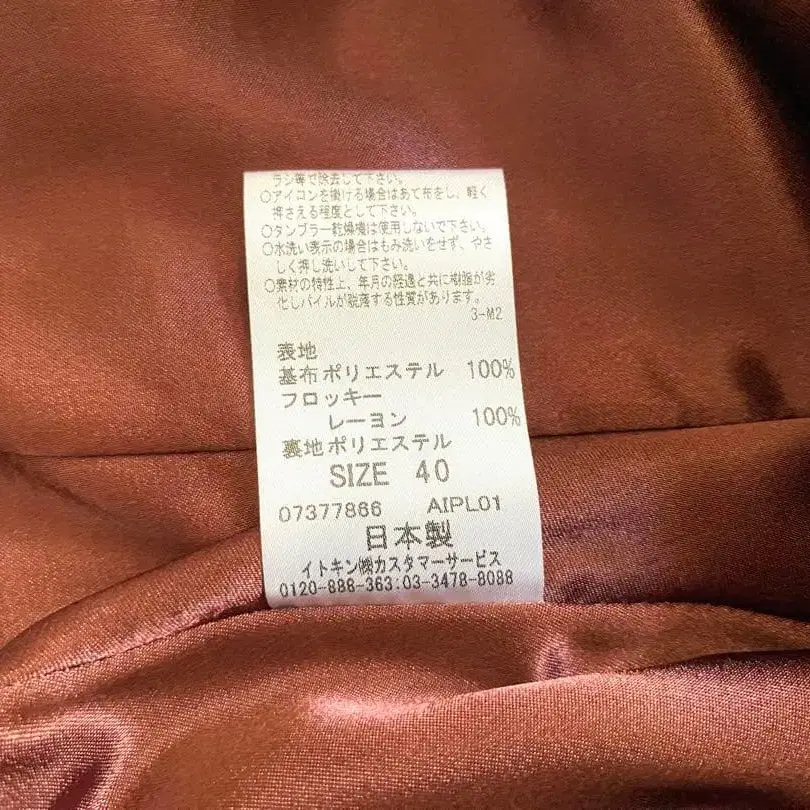 ラシ等で除去して下さい。
○アイロンを掛ける場合はあて布をし、軽く
押さえる程度として下さい。
○タンブラー乾燥機は使用しないで下さい。
○水洗い表示の場合はもみ洗いをせず、やさ
しく押し洗いして下さい。
○素材の特性上、年月の経過と共に樹脂が劣
化しパイルが脱落する性質があります。
3-M2
表地
基布ポリエステル 100%
フロッキー
レーヨン 100%
裏地ポリエステル
SIZE 40
07377866 AIPL01
日本製
イトキン㈱カスタマーサービス
0120-888-363:03-3478-8088